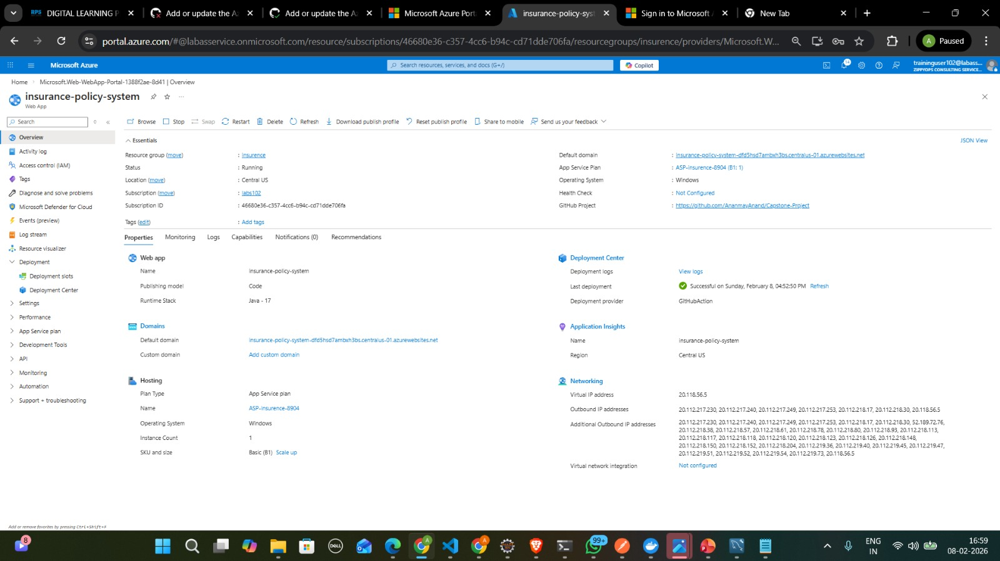 DIGITAL LEARNING P
Add or update the A
Add or update the A
Microsoft Azure Port
insurance-policy-sys
Sign in to Microsoft
New Tab
portal.azure.com/#@labasservice.onmicrosoft.com/resource/subscriptions/46680e36-c357-4cc6-b94c-cd71dde706fa/resourcegroups/insurence/providers/Microsoft.W...
A Paused
Microsoft Azure
Search resources, services, and docs (G+/)
Copilot
14
traininguser102@labass...
ZIPPYOPS CONSULTING SERVICE...
Home > Microsoft.Web-WebApp-Portal-1388f2ae-8d41 | Overview
insurance-policy-system
Web App
Search
Browse Stop Swap Restart Delete Refresh Download publish profile Reset publish profile Share to mobile Send us your feedback
Overview
Activity log
Access control (IAM)
Tags
Diagnose and solve problems
Microsoft Defender for Cloud
Events (preview)
Log stream
Resource visualizer
Deployment
Deployment slots
Deployment Center
Settings
Performance
App Service plan
Development Tools
API
Monitoring
Automation
Support + troubleshooting
Add or remove favorites by pressing Ctrl+Shift+F
Essentials
JSON View
Resource group (move) : insurence
Status : Running
Location (move) : Central US
Subscription (move) : labs102
Subscription ID : 46680e36-c357-4cc6-b94c-cd71dde706fa
Tags (edit) : Add tags
Default domain : insurance-policy-system-dfd5hsd7ambxh3bs.centralus-01.azurewebsites.net
App Service Plan : ASP-insurence-8904 (B1: 1)
Operating System : Windows
Health Check : Not Configured
GitHub Project : https://github.com/AnanmayAnand/Capstone-Project
Properties Monitoring Logs Capabilities Notifications (0) Recommendations
Web app
Name insurance-policy-system
Publishing model Code
Runtime Stack Java - 17
Domains
Default domain insurance-policy-system-dfd5hsd7ambxh3bs.centralus-01.azurewebsites.net
Custom domain Add custom domain
Hosting
Plan Type App Service plan
Name ASP-insurence-8904
Operating System Windows
Instance Count 1
SKU and size Basic (B1) Scale up
Deployment Center
Deployment logs View logs
Last deployment Successful on Sunday, February 8, 04:52:50 PM Refresh
Deployment provider GitHubAction
Application Insights
Name insurance-policy-system
Region Central US
Networking
Virtual IP address 20.118.56.5
Outbound IP addresses 20.112.217.230, 20.112.217.240, 20.112.217.249, 20.112.217.253, 20.112.218.17, 20.112.218.30, 20.118.56.5
Additional Outbound IP addresses 20.112.217.230, 20.112.217.240, 20.112.217.249, 20.112.217.253, 20.112.218.17, 20.112.218.30, 52.189.72.76,
20.112.218.38, 20.112.218.57, 20.112.218.61, 20.112.218.78, 20.112.218.80, 20.112.218.93, 20.112.218.113,
20.112.218.117, 20.112.218.118, 20.112.218.120, 20.112.218.123, 20.112.218.126, 20.112.218.148,
20.112.218.150, 20.112.218.152, 20.112.218.204, 20.112.219.36, 20.112.219.40, 20.112.219.45, 20.112.219.47,
20.112.219.51, 20.112.219.52, 20.112.219.54, 20.112.219.73, 20.118.56.5
Virtual network integration Not configured
8
DELL
99+
ENG
IN
16:59
08-02-2026